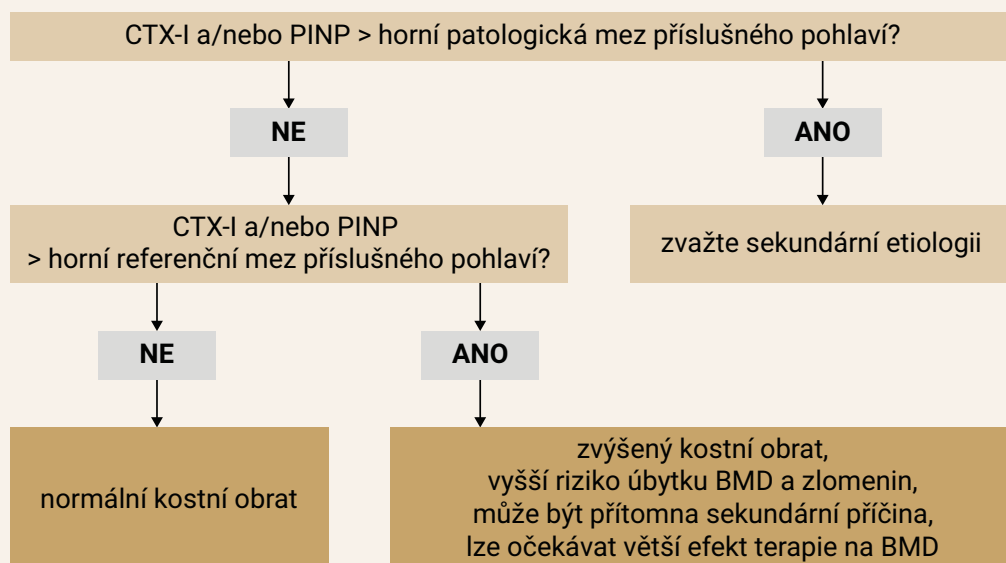 CTX-I a/nebo PINP > horní patologická mez příslušného pohlaví?
NE
ANO
CTX-I a/nebo PINP
> horní referenční mez příslušného pohlaví?
zvažte sekundární etiologii
NE
ANO
normální kostní obrat
zvýšený kostní obrat,
vyšší riziko úbytku BMD a zlomenin,
může být přítomna sekundární příčina,
lze očekávat větší efekt terapie na BMD